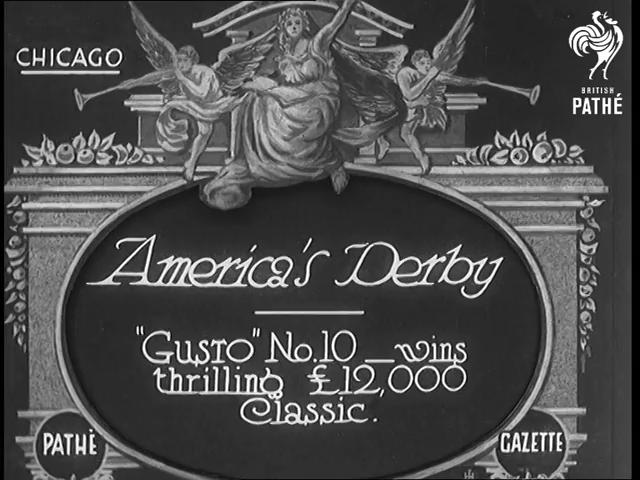 CHICAGO
BRITISH
PATHÉ
America's Derby
"GUSTO" No.10 _ wins
thrilling £12,000
Classic.
PATHÈ
GAZETTE